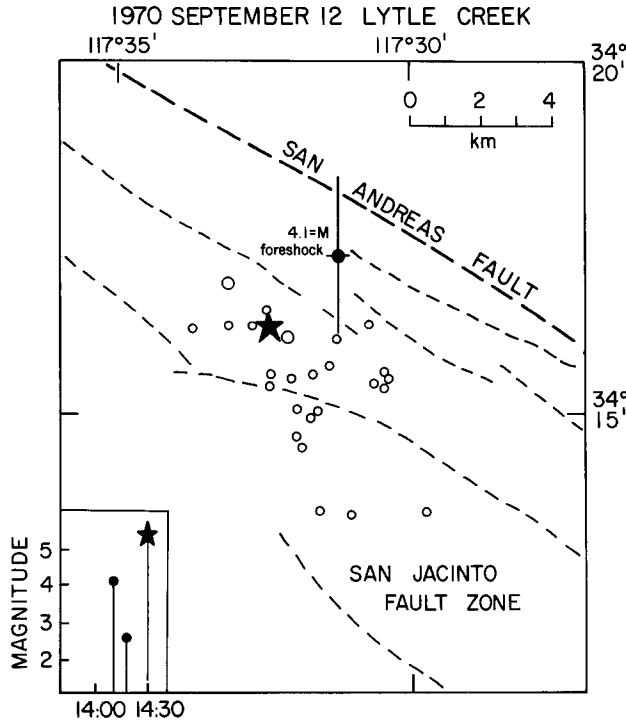 1970 SEPTEMBER 12 LYTLE CREEK
117°35' 117°30'
34°
20'
0 2 4
km
SAN ANDREAS FAULT
4.1=M
foreshock
34°
15'
MAGNITUDE
5
4
3
2
14:00 14:30
SAN JACINTO
FAULT ZONE